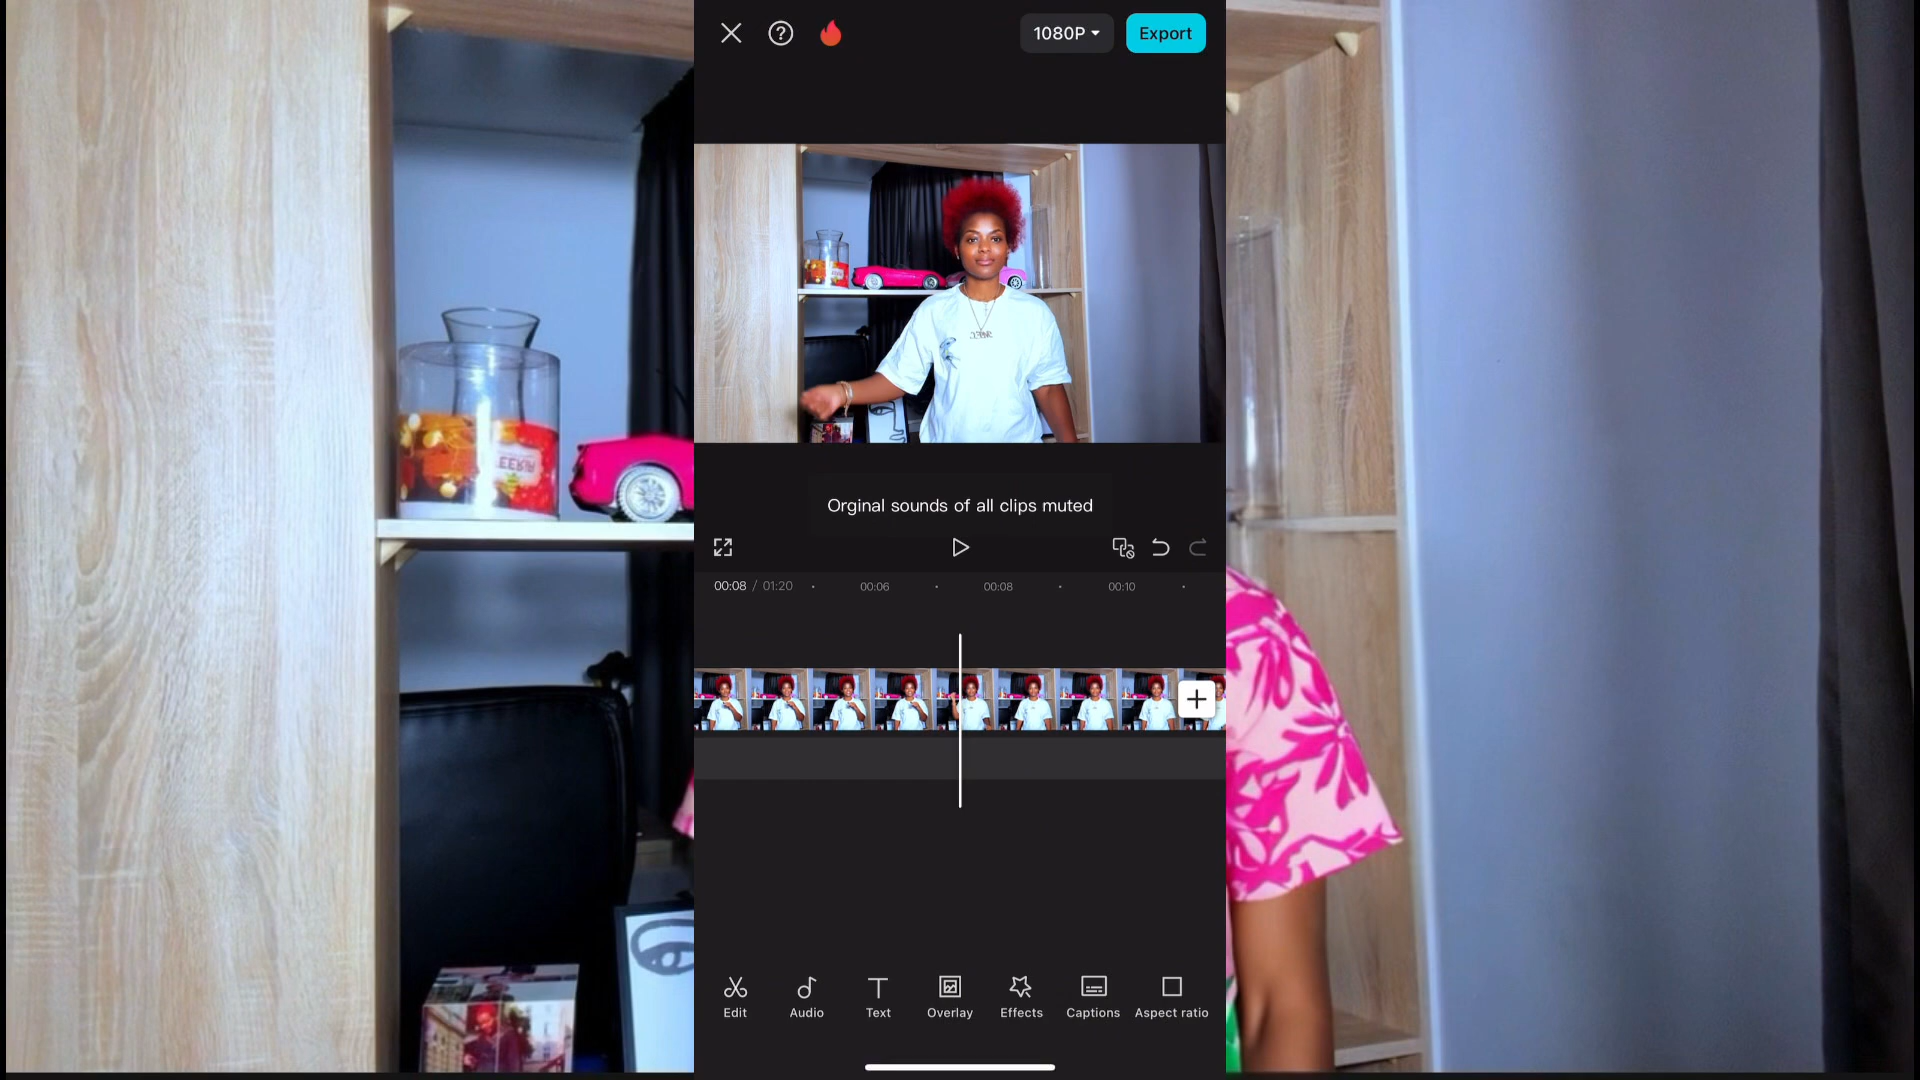 1080P
Export
Orginal sounds of all clips muted
00:08 / 01:20
00:06
00:08
00:10
Edit
Audio
Text
Overlay
Effects
Captions
Aspect ratio